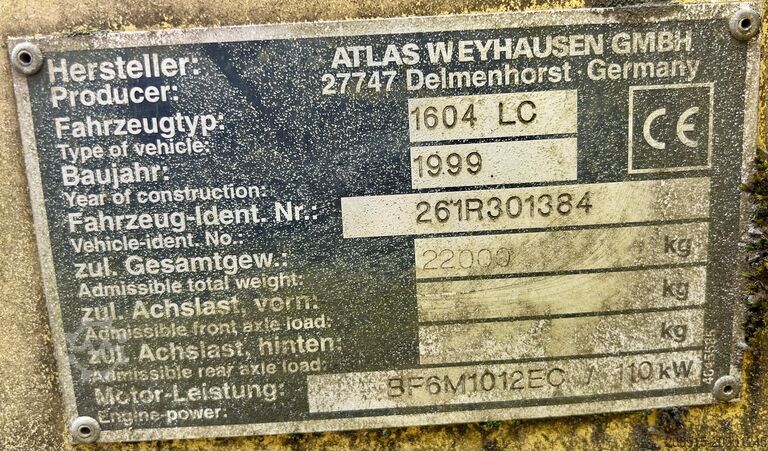 Hersteller: ATLAS WEYHAUSEN GMBH
Producer: 27747 Delmenhorst · Germany
Fahrzeugtyp: 1604 LC
Type of vehicle:
Baujahr: 1999
Year of construction:
Fahrzeug-Ident. Nr.: 261R301384
Vehicle-ident. No.:
zul. Gesamtgew.: 22000 kg
Admissible total weight:
zul. Achslast, vorn: kg
Admissible front axle load:
zul. Achslast, hinten: kg
Admissible rear axle load:
Motor-Leistung: BF6M1012EC / 110 kW
Engine-power:
CE